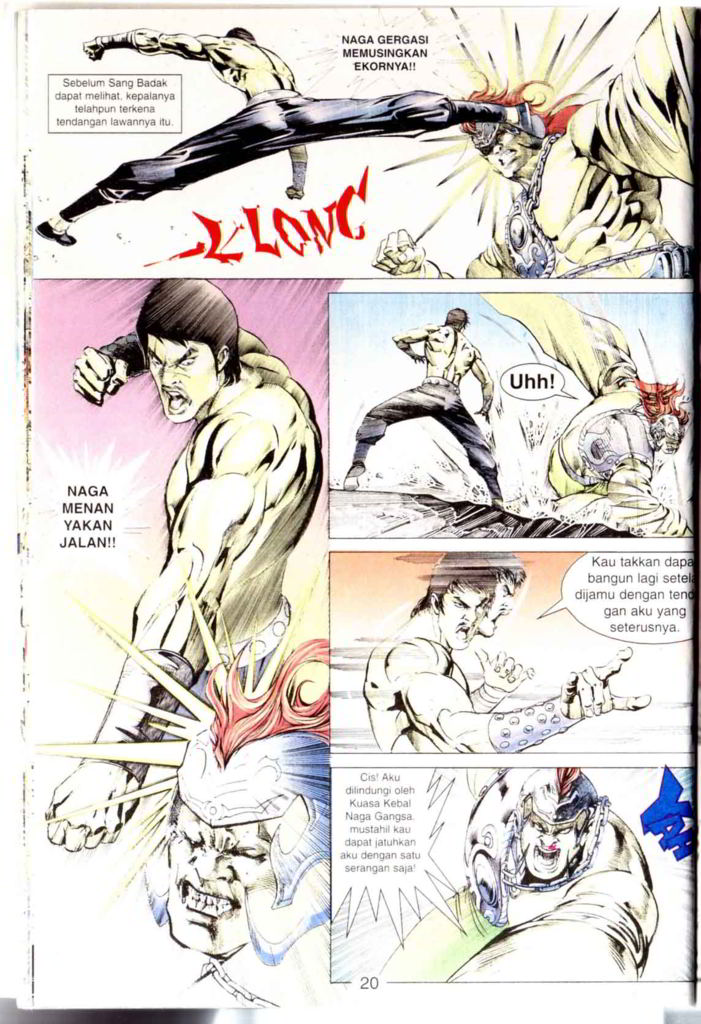 NAGA GERGASI
MEMUSINGKAN
EKORNYA!!
Sebelum Sang Badak
dapat melihat, kepalanya
telahpun terkena
tendangan lawannya itu.
KLONG
Uhh!
NAGA
MENAN
YAKAN
JALAN!!
Kau takkan dapa
bangun lagi setel
dijamu dengan tend
gan aku yang
seterusnya.
Cis! Aku
dilindungi oleh
Kuasa Kebal
Naga Gangsa.
mustahil kau
dapat jatuhkan
aku dengan satu
serangan saja!
20